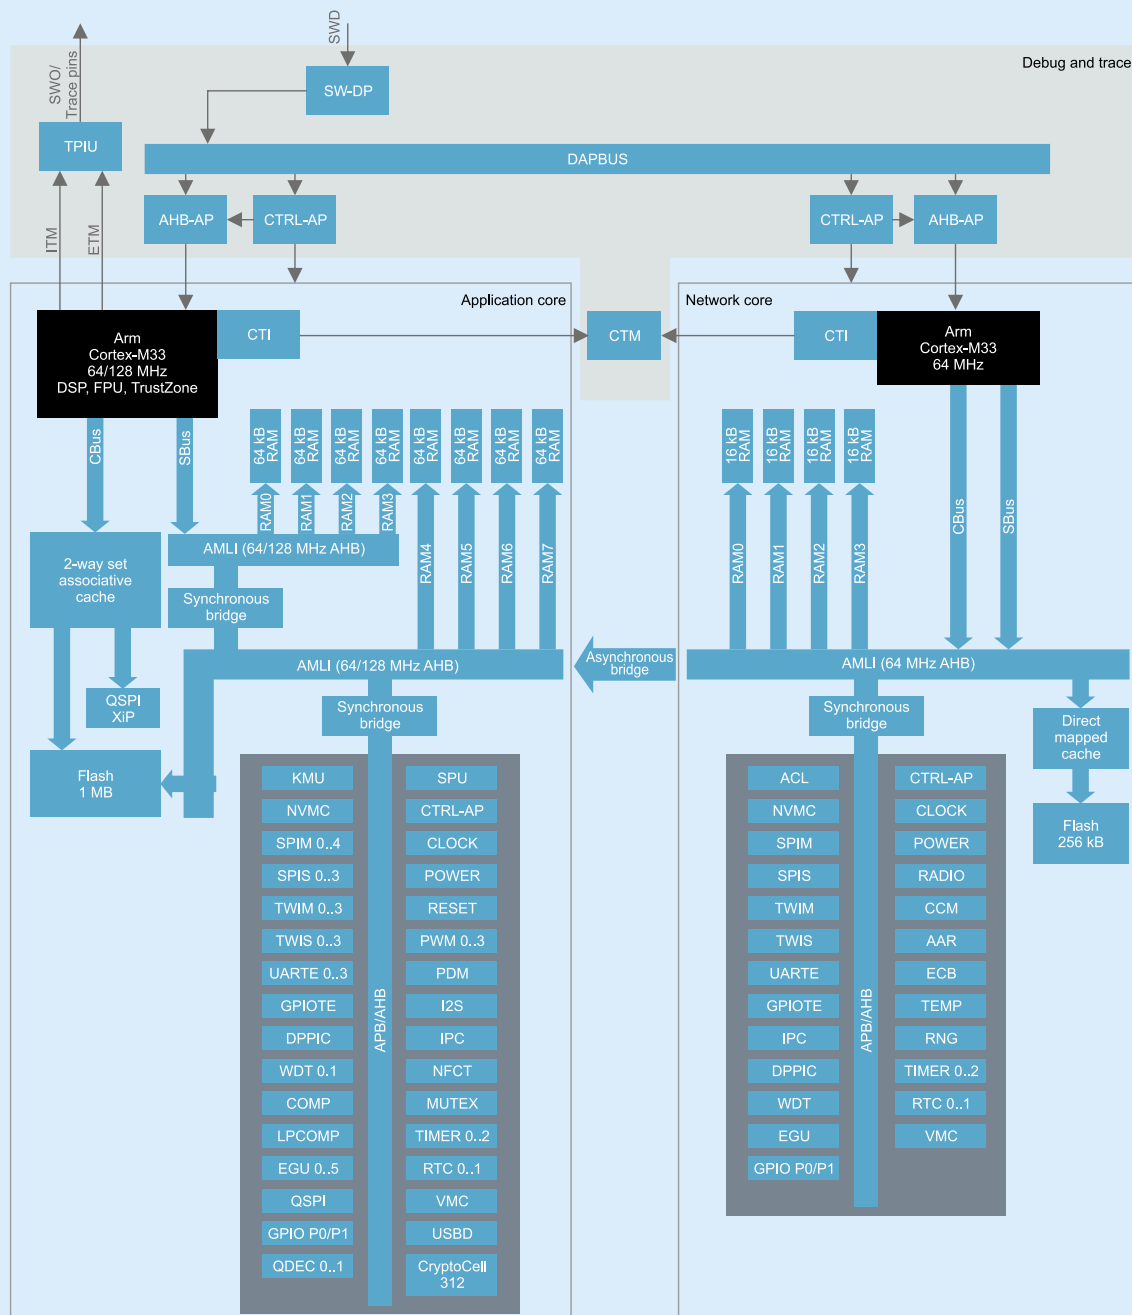 SWO/
Trace pins
SWD
Debug and trace
SW-DP
TPIU
DAPBUS
AHB-AP
CTRL-AP
CTRL-AP
AHB-AP
ITM
ETM
Application core
Network core
Arm
Cortex-M33
64/128 MHz
DSP, FPU, TrustZone
CTI
CTM
CTI
Arm
Cortex-M33
64 MHz
CBus
SBus
64 kB
RAM
64 kB
RAM
64 kB
RAM
64 kB
RAM
64 kB
RAM
64 kB
RAM
64 kB
RAM
64 kB
RAM
16 kB
RAM
16 kB
RAM
16 kB
RAM
16 kB
RAM
RAM0
RAM1
RAM2
RAM3
RAM4
RAM5
RAM6
RAM7
RAM0
RAM1
RAM2
RAM3
CBus
SBus
2-way set
associative
cache
AMLI (64/128 MHz AHB)
Synchronous
bridge
AMLI (64/128 MHz AHB)
Asynchronous
bridge
AMLI (64 MHz AHB)
QSPI
XiP
Synchronous
bridge
Synchronous
bridge
Direct
mapped
cache
Flash
1 MB
Flash
256 kB
KMU
NVMC
SPIM 0..4
SPIS 0..3
TWIM 0..3
TWIS 0..3
UARTE 0..3
GPIOTE
DPPIC
WDT 0.1
COMP
LPCOMP
EGU 0..5
QSPI
GPIO P0/P1
QDEC 0..1
APB/AHB
SPU
CTRL-AP
CLOCK
POWER
RESET
PWM 0..3
PDM
I2S
IPC
NFCT
MUTEX
TIMER 0..2
RTC 0..1
VMC
USBD
CryptoCell
312
ACL
NVMC
SPIM
SPIS
TWIM
TWIS
UARTE
GPIOTE
IPC
DPPIC
WDT
EGU
GPIO P0/P1
APB/AHB
CTRL-AP
CLOCK
POWER
RADIO
CCM
AAR
ECB
TEMP
RNG
TIMER 0..2
RTC 0..1
VMC